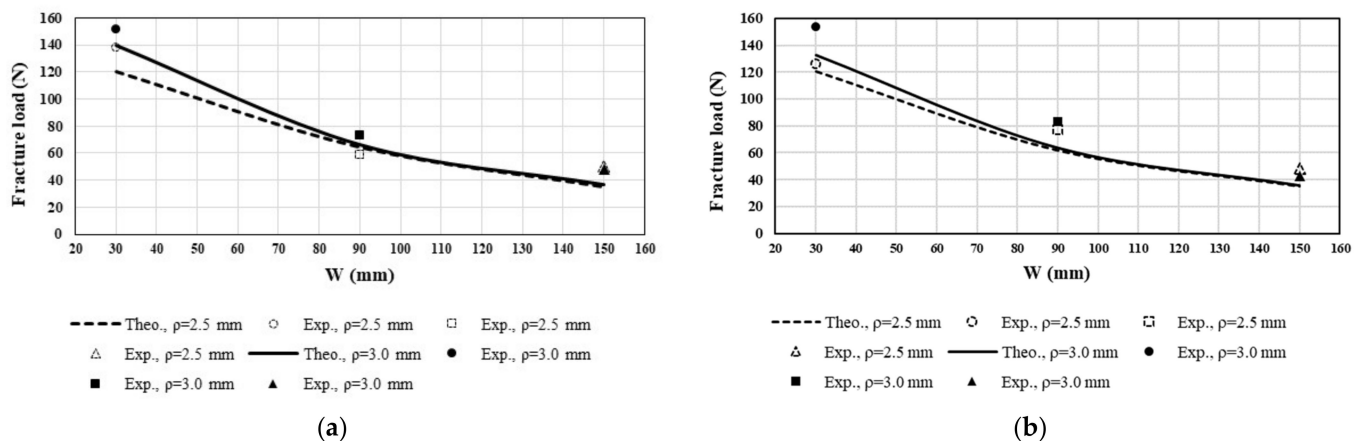 160
140
120
100
80
60
40
20
0
Fracture load (N)
20 30 40 50 60 70 80 90 100 110 120 130 140 150 160
W (mm)
Theo., ρ=2.5 mm Exp., ρ=2.5 mm Exp., ρ=2.5 mm
Exp., ρ=2.5 mm Theo., ρ=3.0 mm Exp., ρ=3.0 mm
Exp., ρ=3.0 mm Exp., ρ=3.0 mm
(a)
160
140
120
100
80
60
40
20
0
Fracture load (N)
20 30 40 50 60 70 80 90 100 110 120 130 140 150 160
W (mm)
Theo., ρ=2.5 mm Exp., ρ=2.5 mm Exp., ρ=2.5 mm
Exp., ρ=2.5 mm Theo., ρ=3.0 mm Exp., ρ=3.0 mm
Exp., ρ=3.0 mm Exp., ρ=3.0 mm
(b)